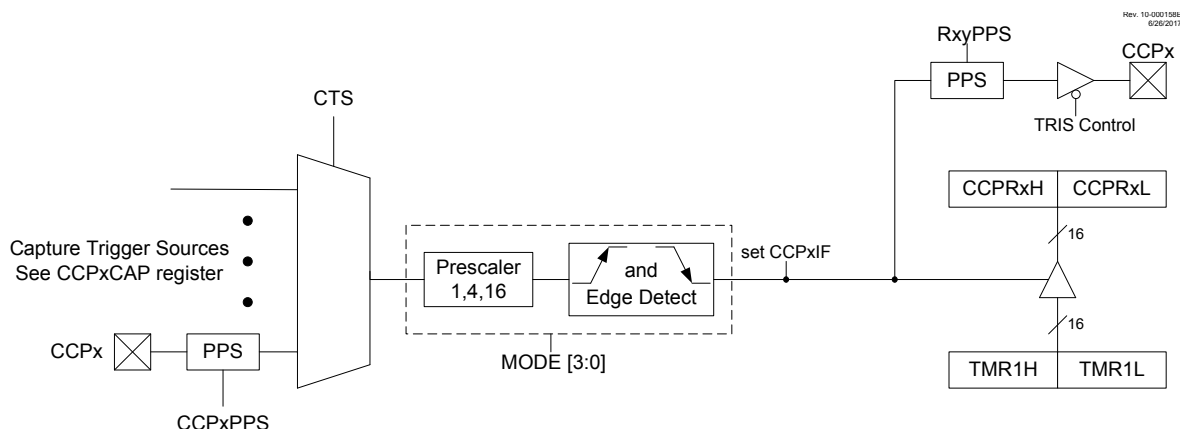 Rev. 10-000158E
6/26/2017
RxyPPS
CCPx
PPS
TRIS Control
CTS
CCPRxH CCPRxL
16
Capture Trigger Sources
See CCPxCAP register
Prescaler
1,4,16
and
Edge Detect
set CCPxIF
16
CCPx
PPS
MODE [3:0]
TMR1H TMR1L
CCPxPPS